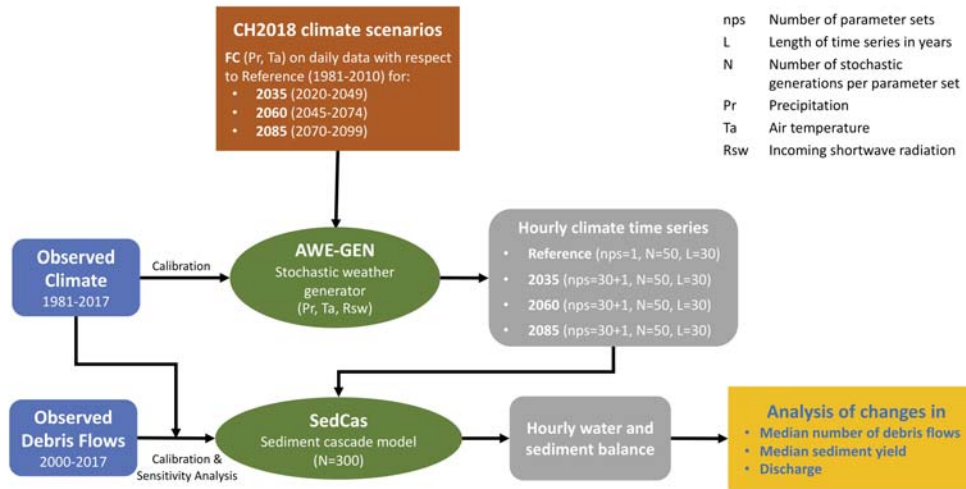 CH2018 climate scenarios
FC (Pr, Ta) on daily data with respect
to Reference (1981-2010) for:
• 2035 (2020-2049)
• 2060 (2045-2074)
• 2085 (2070-2099)
nps Number of parameter sets
L Length of time series in years
N Number of stochastic
generations per parameter set
Pr Precipitation
Ta Air temperature
Rsw Incoming shortwave radiation
Observed
Climate
1981-2017
Calibration
AWE-GEN
Stochastic weather
generator
(Pr, Ta, Rsw)
Hourly climate time series
• Reference (nps=1, N=50, L=30)
• 2035 (nps=30+1, N=50, L=30)
• 2060 (nps=30+1, N=50, L=30)
• 2085 (nps=30+1, N=50, L=30)
Observed
Debris Flows
2000-2017
Calibration &
Sensitivity Analysis
SedCas
Sediment cascade model
(N=300)
Hourly water and
sediment balance
Analysis of changes in
• Median number of debris flows
• Median sediment yield
• Discharge